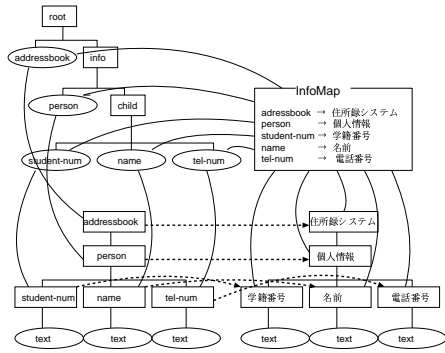 root
addressbook
info
person
child
student-num
name
tel-num
InfoMap
adressbook → 住所録システム
person → 個人情報
student-num → 学籍番号
name → 名前
tel-num → 電話番号
addressbook
住所録システム
person
個人情報
student-num
name
tel-num
学籍番号
名前
電話番号
text
text
text
text
text
text